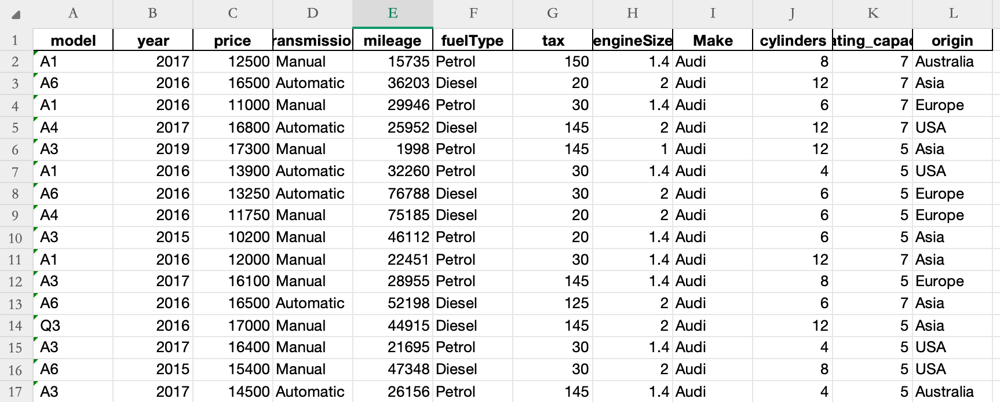 A B C D E F G H I J K L
1 model year price ransmissio mileage fuelType tax engineSize Make cylinders ating_capac origin
2 A1 2017 12500 Manual 15735 Petrol 150 1.4 Audi 8 7 Australia
3 A6 2016 16500 Automatic 36203 Diesel 20 2 Audi 12 7 Asia
4 A1 2016 11000 Manual 29946 Petrol 30 1.4 Audi 6 7 Europe
5 A4 2017 16800 Automatic 25952 Diesel 145 2 Audi 12 7 USA
6 A3 2019 17300 Manual 1998 Petrol 145 1 Audi 12 5 Asia
7 A1 2016 13900 Automatic 32260 Petrol 30 1.4 Audi 4 5 USA
8 A6 2016 13250 Automatic 76788 Diesel 30 2 Audi 6 5 Europe
9 A4 2016 11750 Manual 75185 Diesel 20 2 Audi 6 5 Europe
10 A3 2015 10200 Manual 46112 Petrol 20 1.4 Audi 6 5 Asia
11 A1 2016 12000 Manual 22451 Petrol 30 1.4 Audi 12 7 Asia
12 A3 2017 16100 Manual 28955 Petrol 145 1.4 Audi 8 5 Europe
13 A6 2016 16500 Automatic 52198 Diesel 125 2 Audi 6 7 Asia
14 Q3 2016 17000 Manual 44915 Diesel 145 2 Audi 12 5 Asia
15 A3 2017 16400 Manual 21695 Petrol 30 1.4 Audi 4 5 USA
16 A6 2015 15400 Manual 47348 Diesel 30 2 Audi 8 5 USA
17 A3 2017 14500 Automatic 26156 Petrol 145 1.4 Audi 4 5 Australia